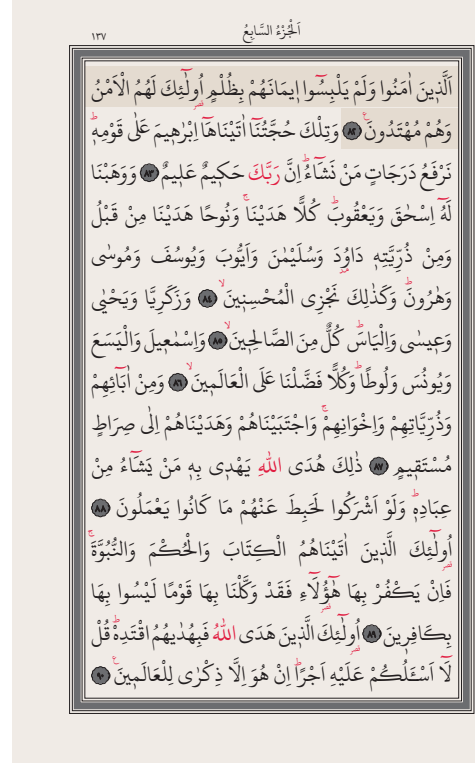 اَلْجُزْءُ السَّابِعُ
١٣٧
اَلَّذ۪ينَ اٰمَنُوا وَلَمْ يَلْبِسُٓوا ا۪يمَانَهُمْ بِظُلْمٍ اُو۬لٰٓئِكَ لَهُمُ الْاَمْنُ
وَهُمْ مُهْتَدُونَ۟ ﴿٨٢﴾ وَتِلْكَ حُجَّتُنَٓا اٰتَيْنَاهَٓا اِبْرٰه۪يمَ عَلٰى قَوْمِه۪ۜ
نَرْفَعُ دَرَجَاتٍ مَنْ نَشَٓاءُۜ اِنَّ رَبَّكَ حَك۪يمٌ عَل۪يمٌ ﴿٨٣﴾ وَوَهَبْنَا
لَهُٓ اِسْحٰقَ وَيَعْقُوبَۜ كُلًّا هَدَيْنَاۚ وَنُوحًا هَدَيْنَا مِنْ قَبْلُ
وَمِنْ ذُرِّيَّتِه۪ دَاوُ۫دَ وَسُلَيْمٰنَ وَاَيُّوبَ وَيُوسُفَ وَمُوسٰى
وَهٰرُونَۜ وَكَذٰلِكَ نَجْزِي الْمُحْسِن۪ينَۙ ﴿٨٤﴾ وَزَكَرِيَّا وَيَحْيٰى
وَع۪يسٰى وَاِلْيَاسَۜ كُلٌّ مِنَ الصَّالِح۪ينَۙ ﴿٨٥﴾ وَاِسْمٰع۪يلَ وَالْيَسَعَ
وَيُونُسَ وَلُوطًاۜ وَكُلًّا فَضَّلْنَا عَلَى الْعَالَم۪ينَۙ ﴿٨٦﴾ وَمِنْ اٰبَٓائِهِمْ
وَذُرِّيَّاتِهِمْ وَاِخْوَانِهِمْۚ وَاجْتَبَيْنَاهُمْ وَهَدَيْنَاهُمْ اِلٰى صِرَاطٍ
مُسْتَق۪يمٍ ﴿٨٧﴾ ذٰلِكَ هُدَى اللّٰهِ يَهْد۪ي بِه۪ مَنْ يَشَٓاءُ مِنْ
عِبَادِه۪ۜ وَلَوْ اَشْرَكُوا لَحَبِطَ عَنْهُمْ مَا كَانُوا يَعْمَلُونَ ﴿٨٨﴾
اُو۬لٰٓئِكَ الَّذ۪ينَ اٰتَيْنَاهُمُ الْكِتَابَ وَالْحُكْمَ وَالنُّبُوَّةَۚ
فَاِنْ يَكْفُرْ بِهَا هٰٓؤُ۬لَٓاءِ فَقَدْ وَكَّلْنَا بِهَا قَوْمًا لَيْسُوا بِهَا
بِكَافِر۪ينَ ﴿٨٩﴾ اُو۬لٰٓئِكَ الَّذ۪ينَ هَدَى اللّٰهُ فَبِهُدٰيهُمُ اقْتَدِهْۜ قُلْ
لَٓا اَسْـَٔلُكُمْ عَلَيْهِ اَجْرًاۜ اِنْ هُوَ اِلَّا ذِكْرٰى لِلْعَالَم۪ينَ۟ ﴿٩٠﴾